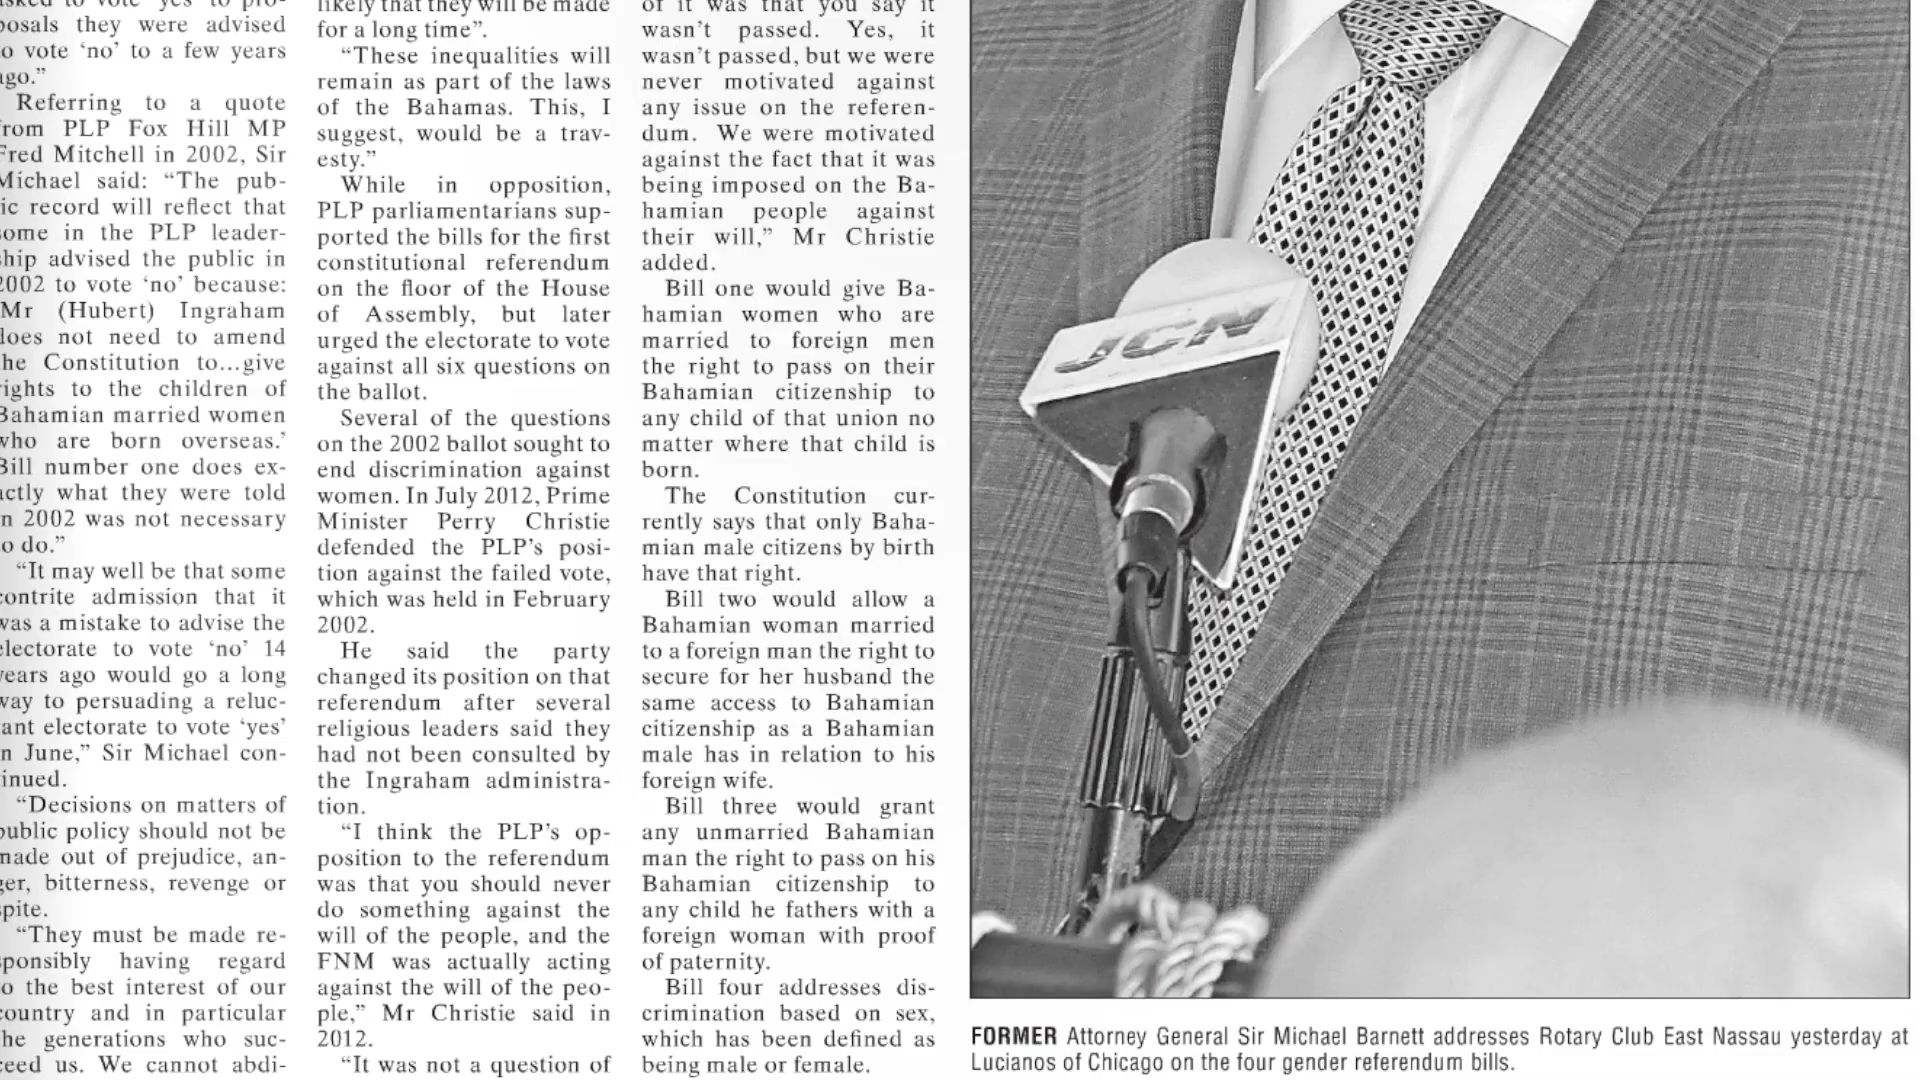 posals they were advised
to vote ‘no’ to a few years
ago.”
Referring to a quote
from PLP Fox Hill MP
Fred Mitchell in 2002, Sir
Michael said: “The pub-
lic record will reflect that
some in the PLP leader-
ship advised the public in
2002 to vote ‘no’ because:
‘Mr (Hubert) Ingraham
does not need to amend
the Constitution to...give
rights to the children of
Bahamian married women
who are born overseas.’
Bill number one does ex-
actly what they were told
in 2002 was not necessary
to do.”
“It may well be that some
contrite admission that it
was a mistake to advise the
electorate to vote ‘no’ 14
years ago would go a long
way to persuading a reluc-
tant electorate to vote ‘yes’
in June,” Sir Michael con-
tinued.
“Decisions on matters of
public policy should not be
made out of prejudice, an-
ger, bitterness, revenge or
spite.
“They must be made re-
sponsibly having regard
to the best interest of our
country and in particular
the generations who suc-
ceed us. We cannot abdi-
likely that they will be made
for a long time”.
“These inequalities will
remain as part of the laws
of the Bahamas. This, I
suggest, would be a trav-
esty.”
While in opposition,
PLP parliamentarians sup-
ported the bills for the first
constitutional referendum
on the floor of the House
of Assembly, but later
urged the electorate to vote
against all six questions on
the ballot.
Several of the questions
on the 2002 ballot sought to
end discrimination against
women. In July 2012, Prime
Minister Perry Christie
defended the PLP’s posi-
tion against the failed vote,
which was held in February
2002.
He said the party
changed its position on that
referendum after several
religious leaders said they
had not been consulted by
the Ingraham administra-
tion.
“I think the PLP’s op-
position to the referendum
was that you should never
do something against the
will of the people, and the
FNM was actually acting
against the will of the peo-
ple,” Mr Christie said in
2012.
“It was not a question of
of it was that you say it
wasn’t passed. Yes, it
wasn’t passed, but we were
never motivated against
any issue on the referen-
dum. We were motivated
against the fact that it was
being imposed on the Ba-
hamian people against
their will,” Mr Christie
added.
Bill one would give Ba-
hamian women who are
married to foreign men
the right to pass on their
Bahamian citizenship to
any child of that union no
matter where that child is
born.
The Constitution cur-
rently says that only Baha-
mian male citizens by birth
have that right.
Bill two would allow a
Bahamian woman married
to a foreign man the right to
secure for her husband the
same access to Bahamian
citizenship as a Bahamian
male has in relation to his
foreign wife.
Bill three would grant
any unmarried Bahamian
man the right to pass on his
Bahamian citizenship to
any child he fathers with a
foreign woman with proof
of paternity.
Bill four addresses dis-
crimination based on sex,
which has been defined as
being male or female.
JCN
FORMER Attorney General Sir Michael Barnett addresses Rotary Club East Nassau yesterday at
Lucianos of Chicago on the four gender referendum bills.